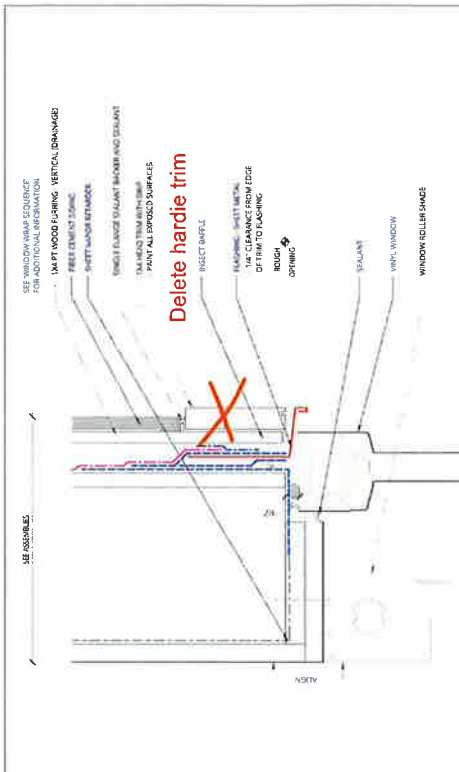 SEE 'WINDOW WRAP SEQUENCE'
FOR ADDITIONAL INFORMATION
1X4 PT WOOD FURRING - VERTICAL (DRAINAGE)
FIBER CEMENT SIDING
SHEET VAPOR RETARDER
SINGLE FLANGE SEALANT BACKER AND SEALANT
HEAD TRIM WITH
PAINT ALL EXPOSED SURFACES
Delete hardie trim
INSECT BAFFLE
FLASHING - SHEET METAL
1/4" CLEARANCE FROM EDGE
OF TRIM TO FLASHING
ROUGH
OPENING
SEALANT
VINYL WINDOW
WINDOW ROLLER SHADE
SEE ASSEMBLIES
ALIGN